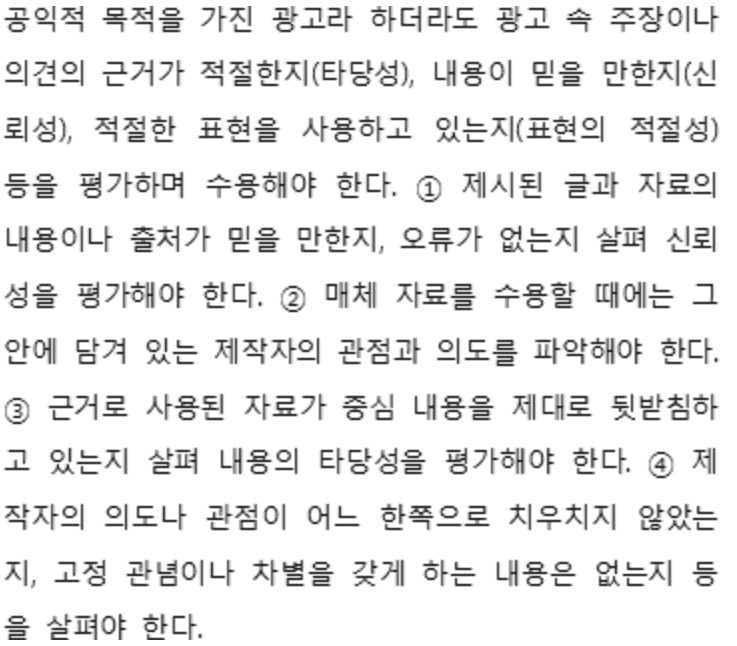 공익적 목적을 가진 광고라 하더라도 광고 속 주장이나
의견의 근거가 적절한지(타당성), 내용이 믿을 만한지(신
뢰성), 적절한 표현을 사용하고 있는지(표현의 적절성)
등을 평가하며 수용해야 한다. ① 제시된 글과 자료의
내용이나 출처가 믿을 만한지, 오류가 없는지 살펴 신뢰
성을 평가해야 한다. ② 매체 자료를 수용할 때에는 그
안에 담겨 있는 제작자의 관점과 의도를 파악해야 한다.
③ 근거로 사용된 자료가 중심 내용을 제대로 뒷받침하
고 있는지 살펴 내용의 타당성을 평가해야 한다. ④ 제
작자의 의도나 관점이 어느 한쪽으로 치우치지 않았는
지, 고정 관념이나 차별을 갖게 하는 내용은 없는지 등
을 살펴야 한다.